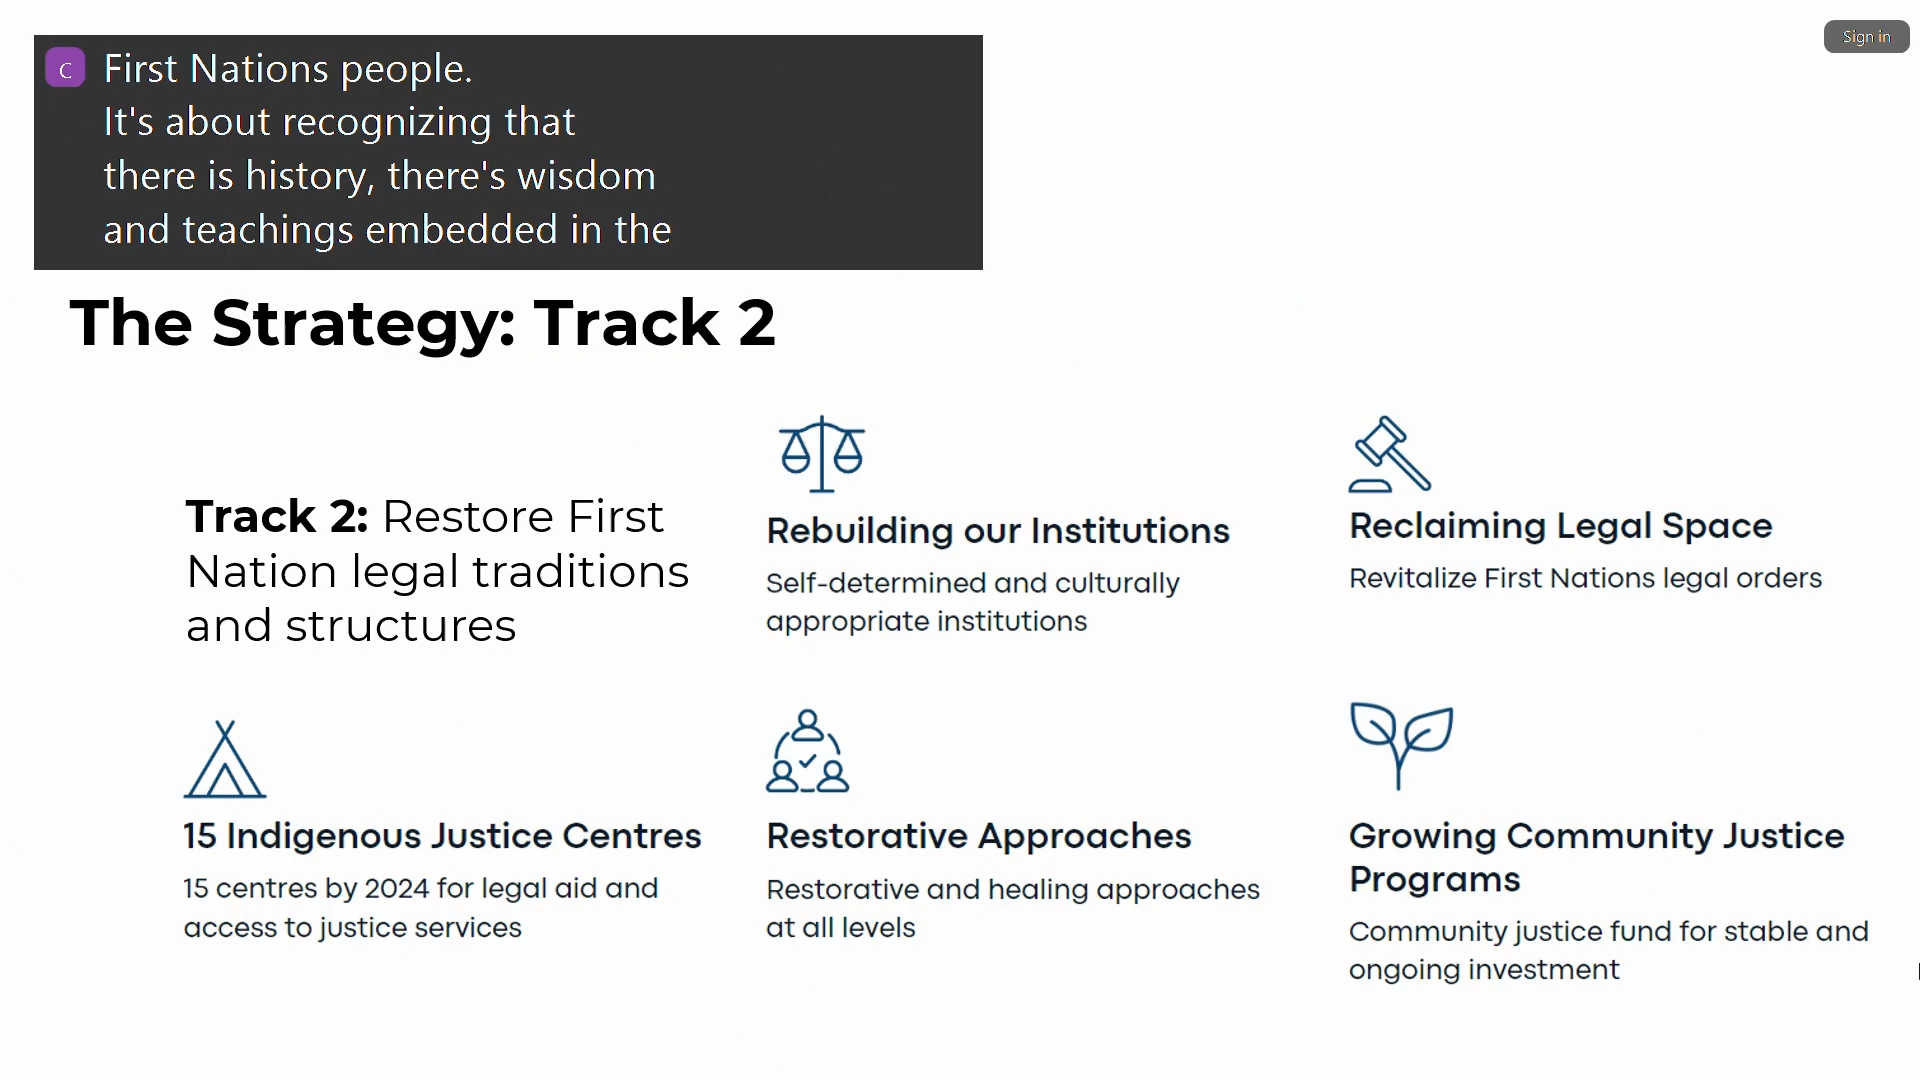 Sign in
C
First Nations people.
It's about recognizing that
there is history, there's wisdom
and teachings embedded in the
The Strategy: Track 2
Track 2: Restore First
Nation legal traditions
and structures
Rebuilding our Institutions
Self-determined and culturally
appropriate institutions
Reclaiming Legal Space
Revitalize First Nations legal orders
15 Indigenous Justice Centres
15 centres by 2024 for legal aid and
access to justice services
Restorative Approaches
Restorative and healing approaches
at all levels
Growing Community Justice
Programs
Community justice fund for stable and
ongoing investment